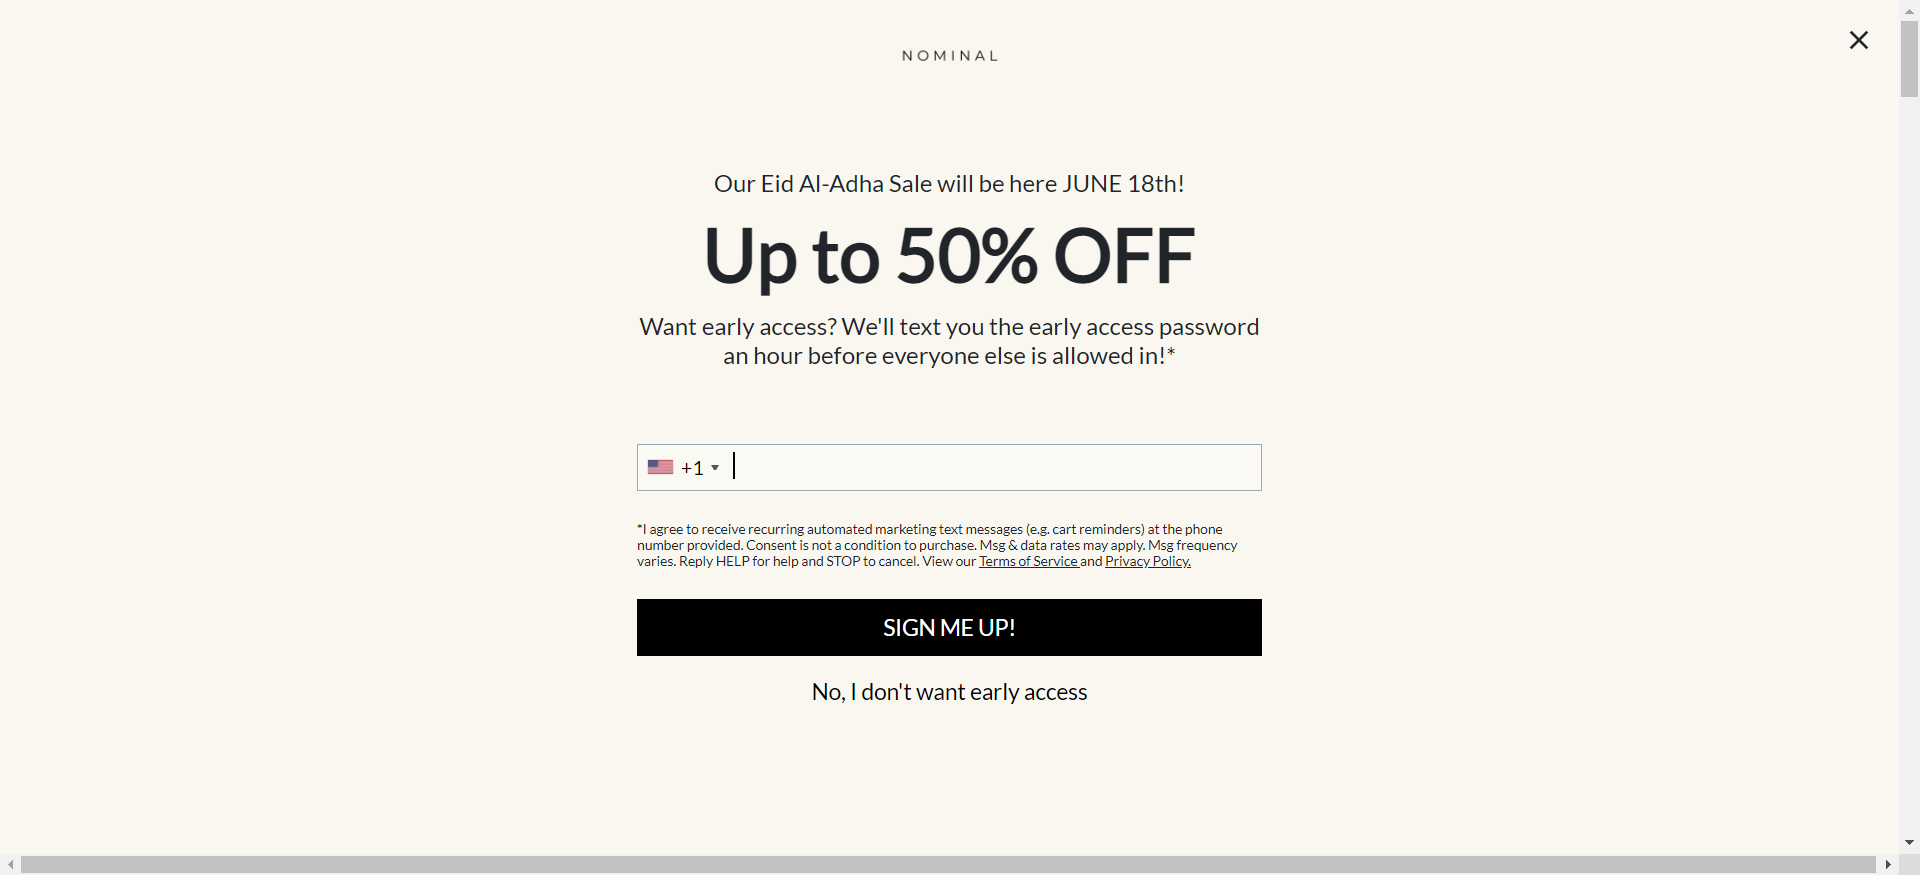 NOMINAL
Our Eid Al-Adha Sale will be here JUNE 18th!
Up to 50% OFF
Want early access? We'll text you the early access password
an hour before everyone else is allowed in!*
+1
*I agree to receive recurring automated marketing text messages (e.g. cart reminders) at the phone
number provided. Consent is not a condition to purchase. Msg & data rates may apply. Msg frequency
varies. Reply HELP for help and STOP to cancel. View our Terms of Service and Privacy Policy.
SIGN ME UP!
No, I don't want early access